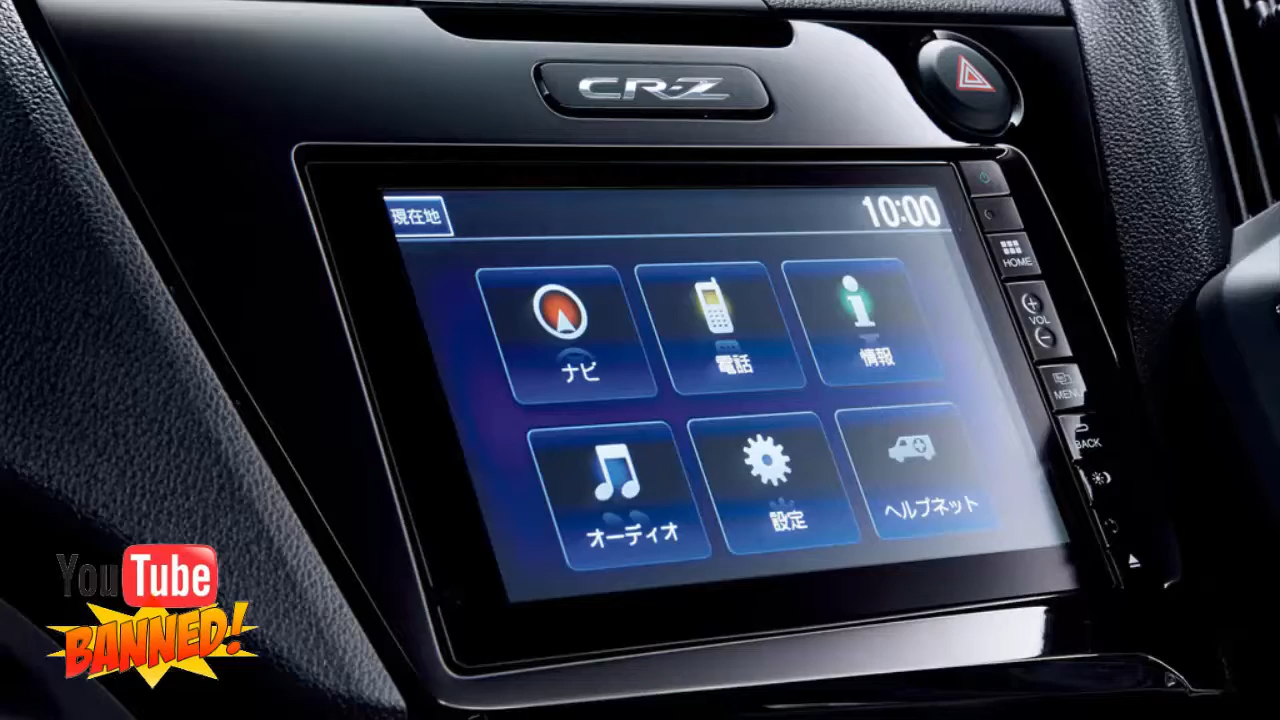 CR-Z
現在地
10:00
ナビ
電話
情報
オーディオ
設定
ヘルプネット
HOME
VOL
MENU
BACK
YouTube
BANNED!